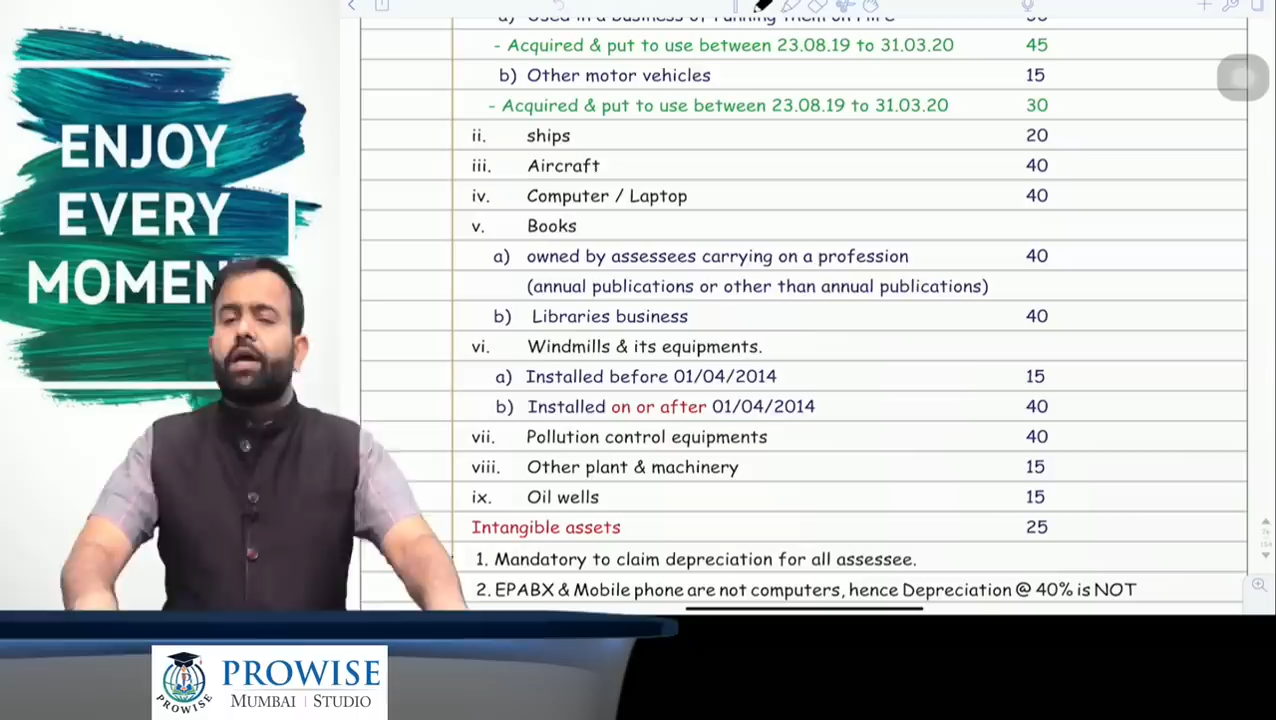 ENJOY
EVERY
MOMEN
- Acquired & put to use between 23.08.19 to 31.03.20 45
b) Other motor vehicles 15
- Acquired & put to use between 23.08.19 to 31.03.20 30
ii. ships 20
iii. Aircraft 40
iv. Computer / Laptop 40
v. Books
a) owned by assessees carrying on a profession 40
(annual publications or other than annual publications)
b) Libraries business 40
vi. Windmills & its equipments.
a) Installed before 01/04/2014 15
b) Installed on or after 01/04/2014 40
vii. Pollution control equipments 40
viii. Other plant & machinery 15
ix. Oil wells 15
Intangible assets 25
1. Mandatory to claim depreciation for all assessee.
2. EPABX & Mobile phone are not computers, hence Depreciation @ 40% is NOT
PROWISE
PROWISE
MUMBAI | STUDIO